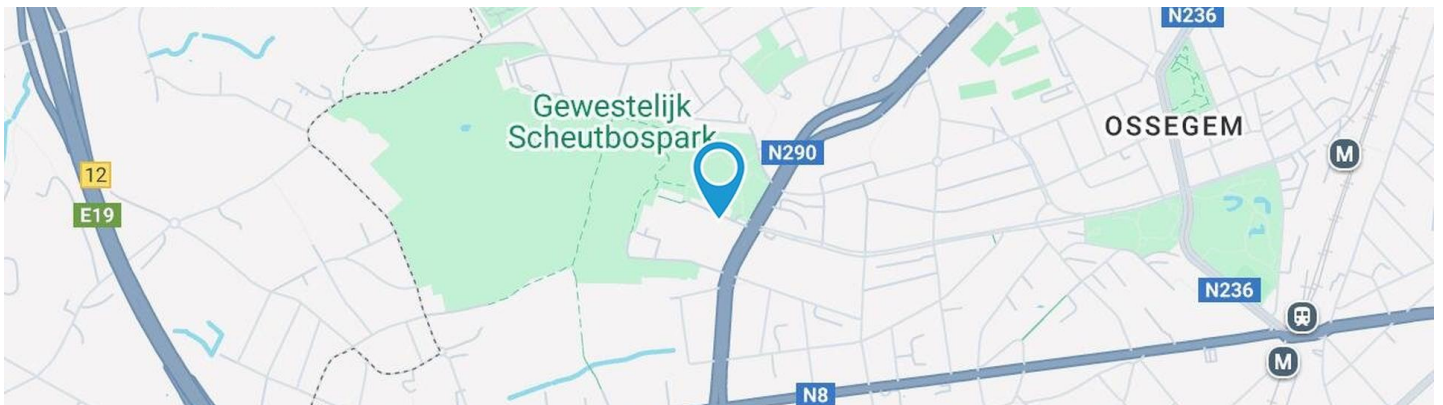 N236
Gewestelijk
Scheutbospark
N290
OSSEGEM
M
12
E19
N236
M
N8